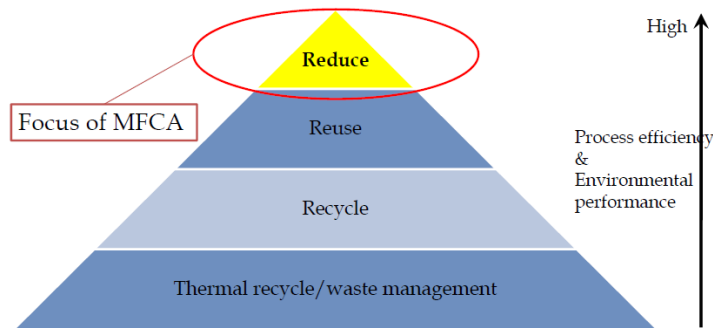 High
Reduce
Focus of MFCA
Reuse
Process efficiency
&
Environmental
performance
Recycle
Thermal recycle/waste management